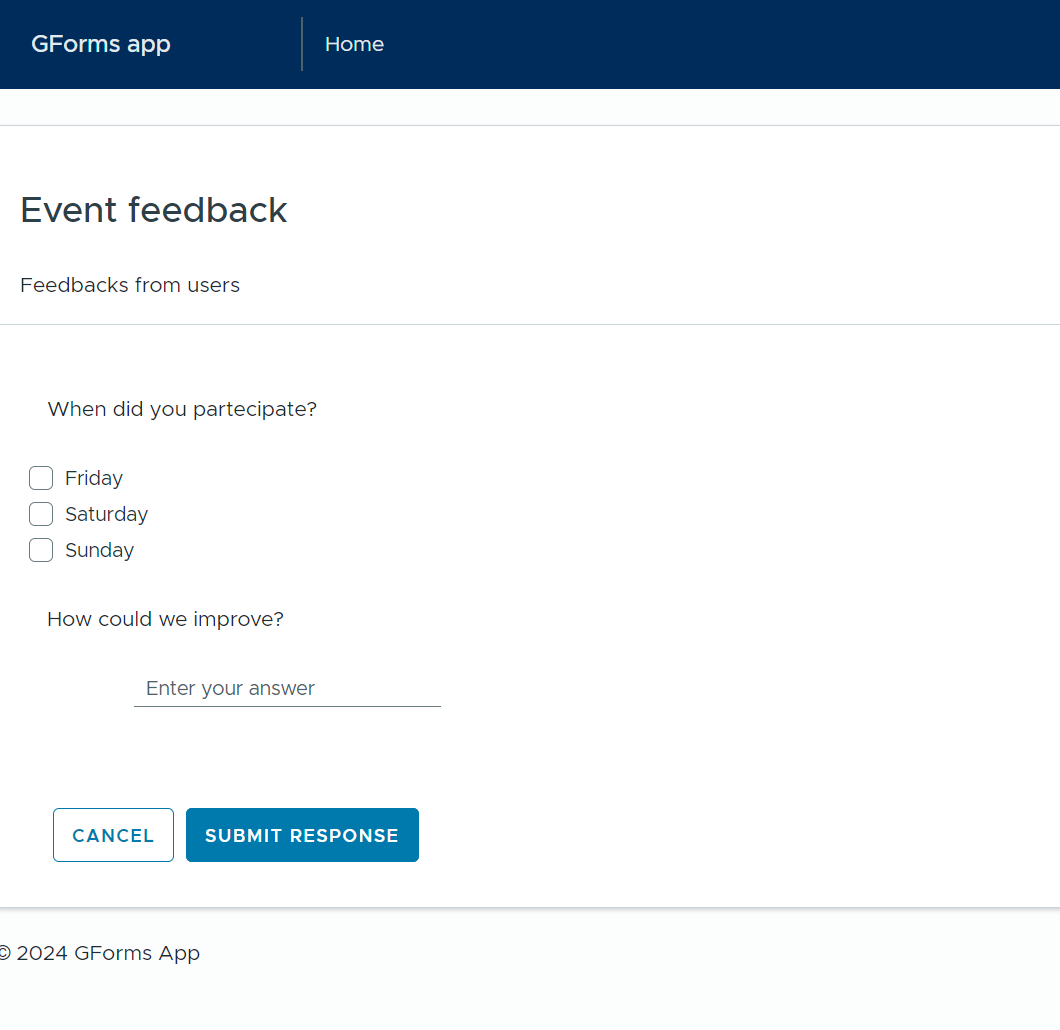 GForms app
Home
Event feedback
Feedbacks from users
When did you partecipate?
Friday
Saturday
Sunday
How could we improve?
Enter your answer
CANCEL
SUBMIT RESPONSE
© 2024 GForms App